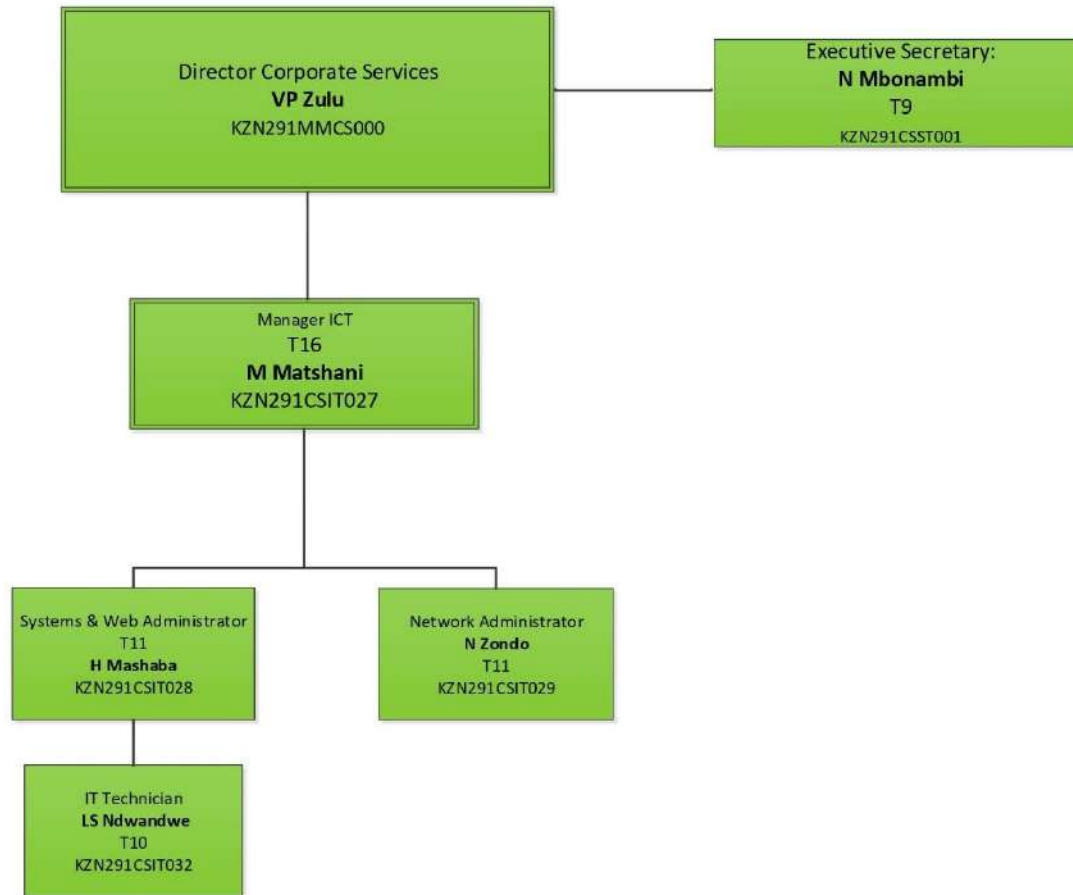 Director Corporate Services
VP Zulu
KZN291MMCS000
Executive Secretary:
N Mbonambi
T9
KZN291CSST001
Manager ICT
T16
M Matshani
KZN291CSIT027
Systems & Web Administrator
T11
H Mashaba
KZN291CSIT028
Network Administrator
N Zondo
T11
KZN291CSIT029
IT Technician
LS Ndwandwe
T10
KZN291CSIT032